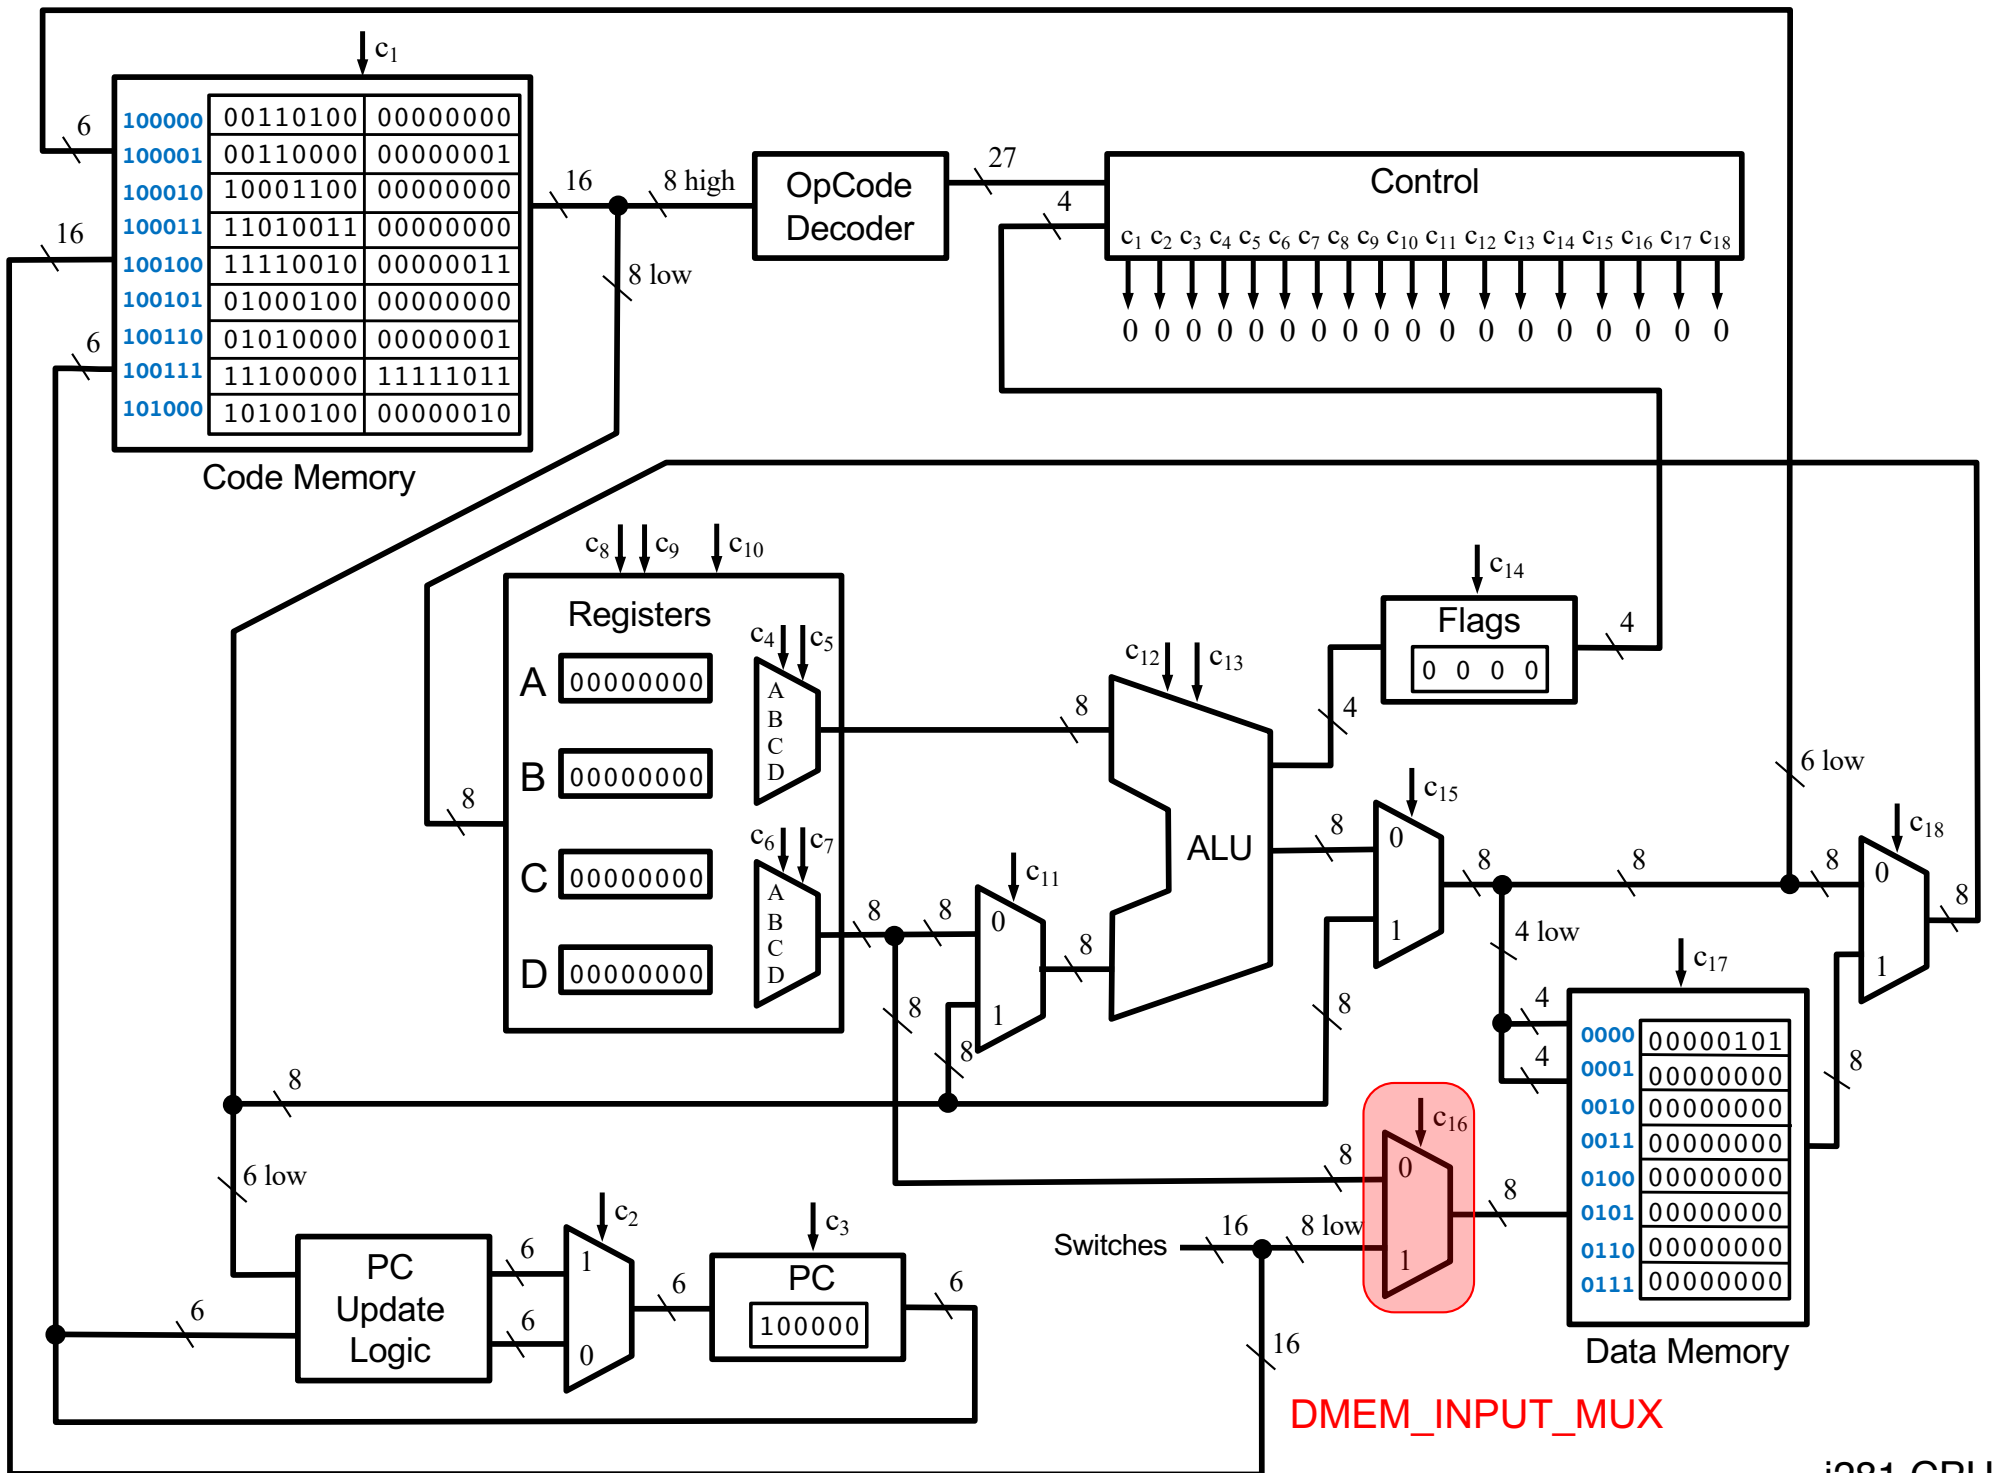 c1
100000 00110100 00000000
100001 00110000 00000001
100010 10001100 00000000
100011 11010011 00000000
100100 11110010 00000011
100101 01000100 00000000
100110 01010000 00000001
100111 11100000 11111011
101000 10100100 00000010
Code Memory
6
16
6
16
8 high
8 low
OpCode
Decoder
27
4
Control
c1 c2 c3 c4 c5 c6 c7 c8 c9 c10 c11 c12 c13 c14 c15 c16 c17 c18
0 0 0 0 0 0 0 0 0 0 0 0 0 0 0 0 0 0
c8 c9 c10
Registers
A 00000000
B 00000000
C 00000000
D 00000000
c4 c5
A
B
C
D
c6 c7
A
B
C
D
8
8
8
8
8
8
c11
0
1
8
8
c12 c13
ALU
c14
Flags
0 0 0 0
4
4
8
c15
0
1
8
8
8
8
4 low
6 low
c18
0
1
8
c17
4
4
0000 00000101
0001 00000000
0010 00000000
0011 00000000
0100 00000000
0101 00000000
0110 00000000
0111 00000000
Data Memory
8
c16
0
1
8
8
Switches
16
8 low
16
DMEM_INPUT_MUX
6 low
6
PC
Update
Logic
6
6
c2
1
0
6
c3
PC
100000
6
i281 CPU